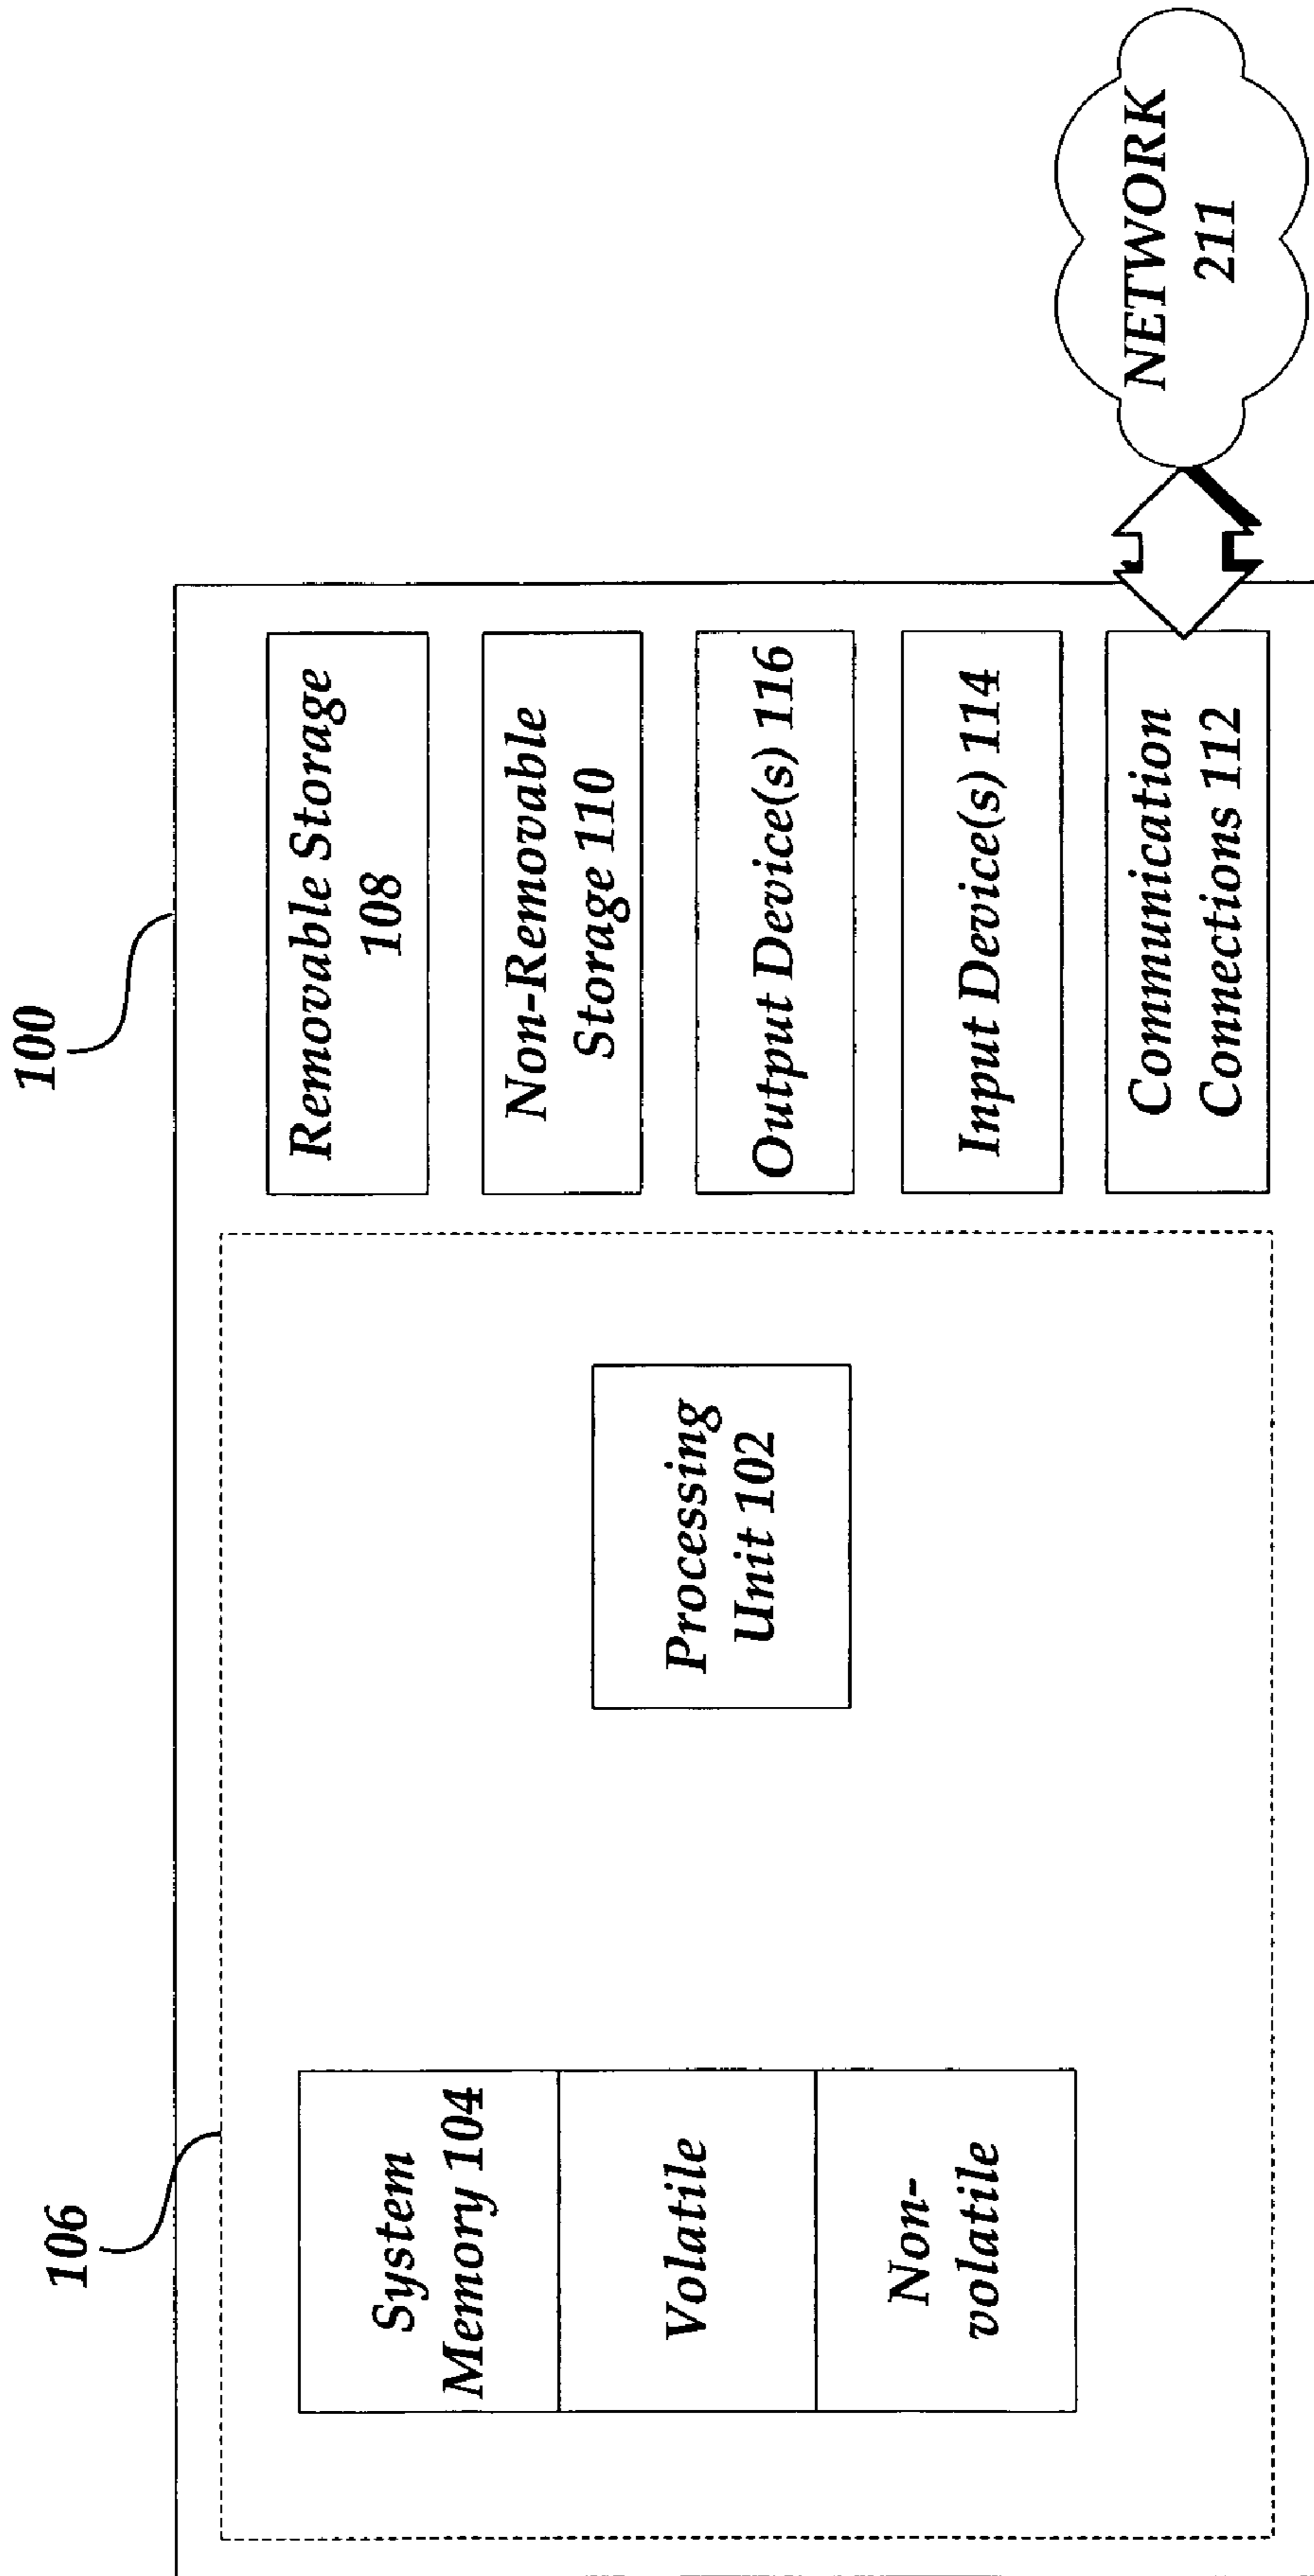 100
106
System
Memory 104
Volatile
Non-
volatile
Processing
Unit 102
Removable Storage
108
Non-Removable
Storage 110
Output Device(s) 116
Input Device(s) 114
Communication
Connections 112
NETWORK
211